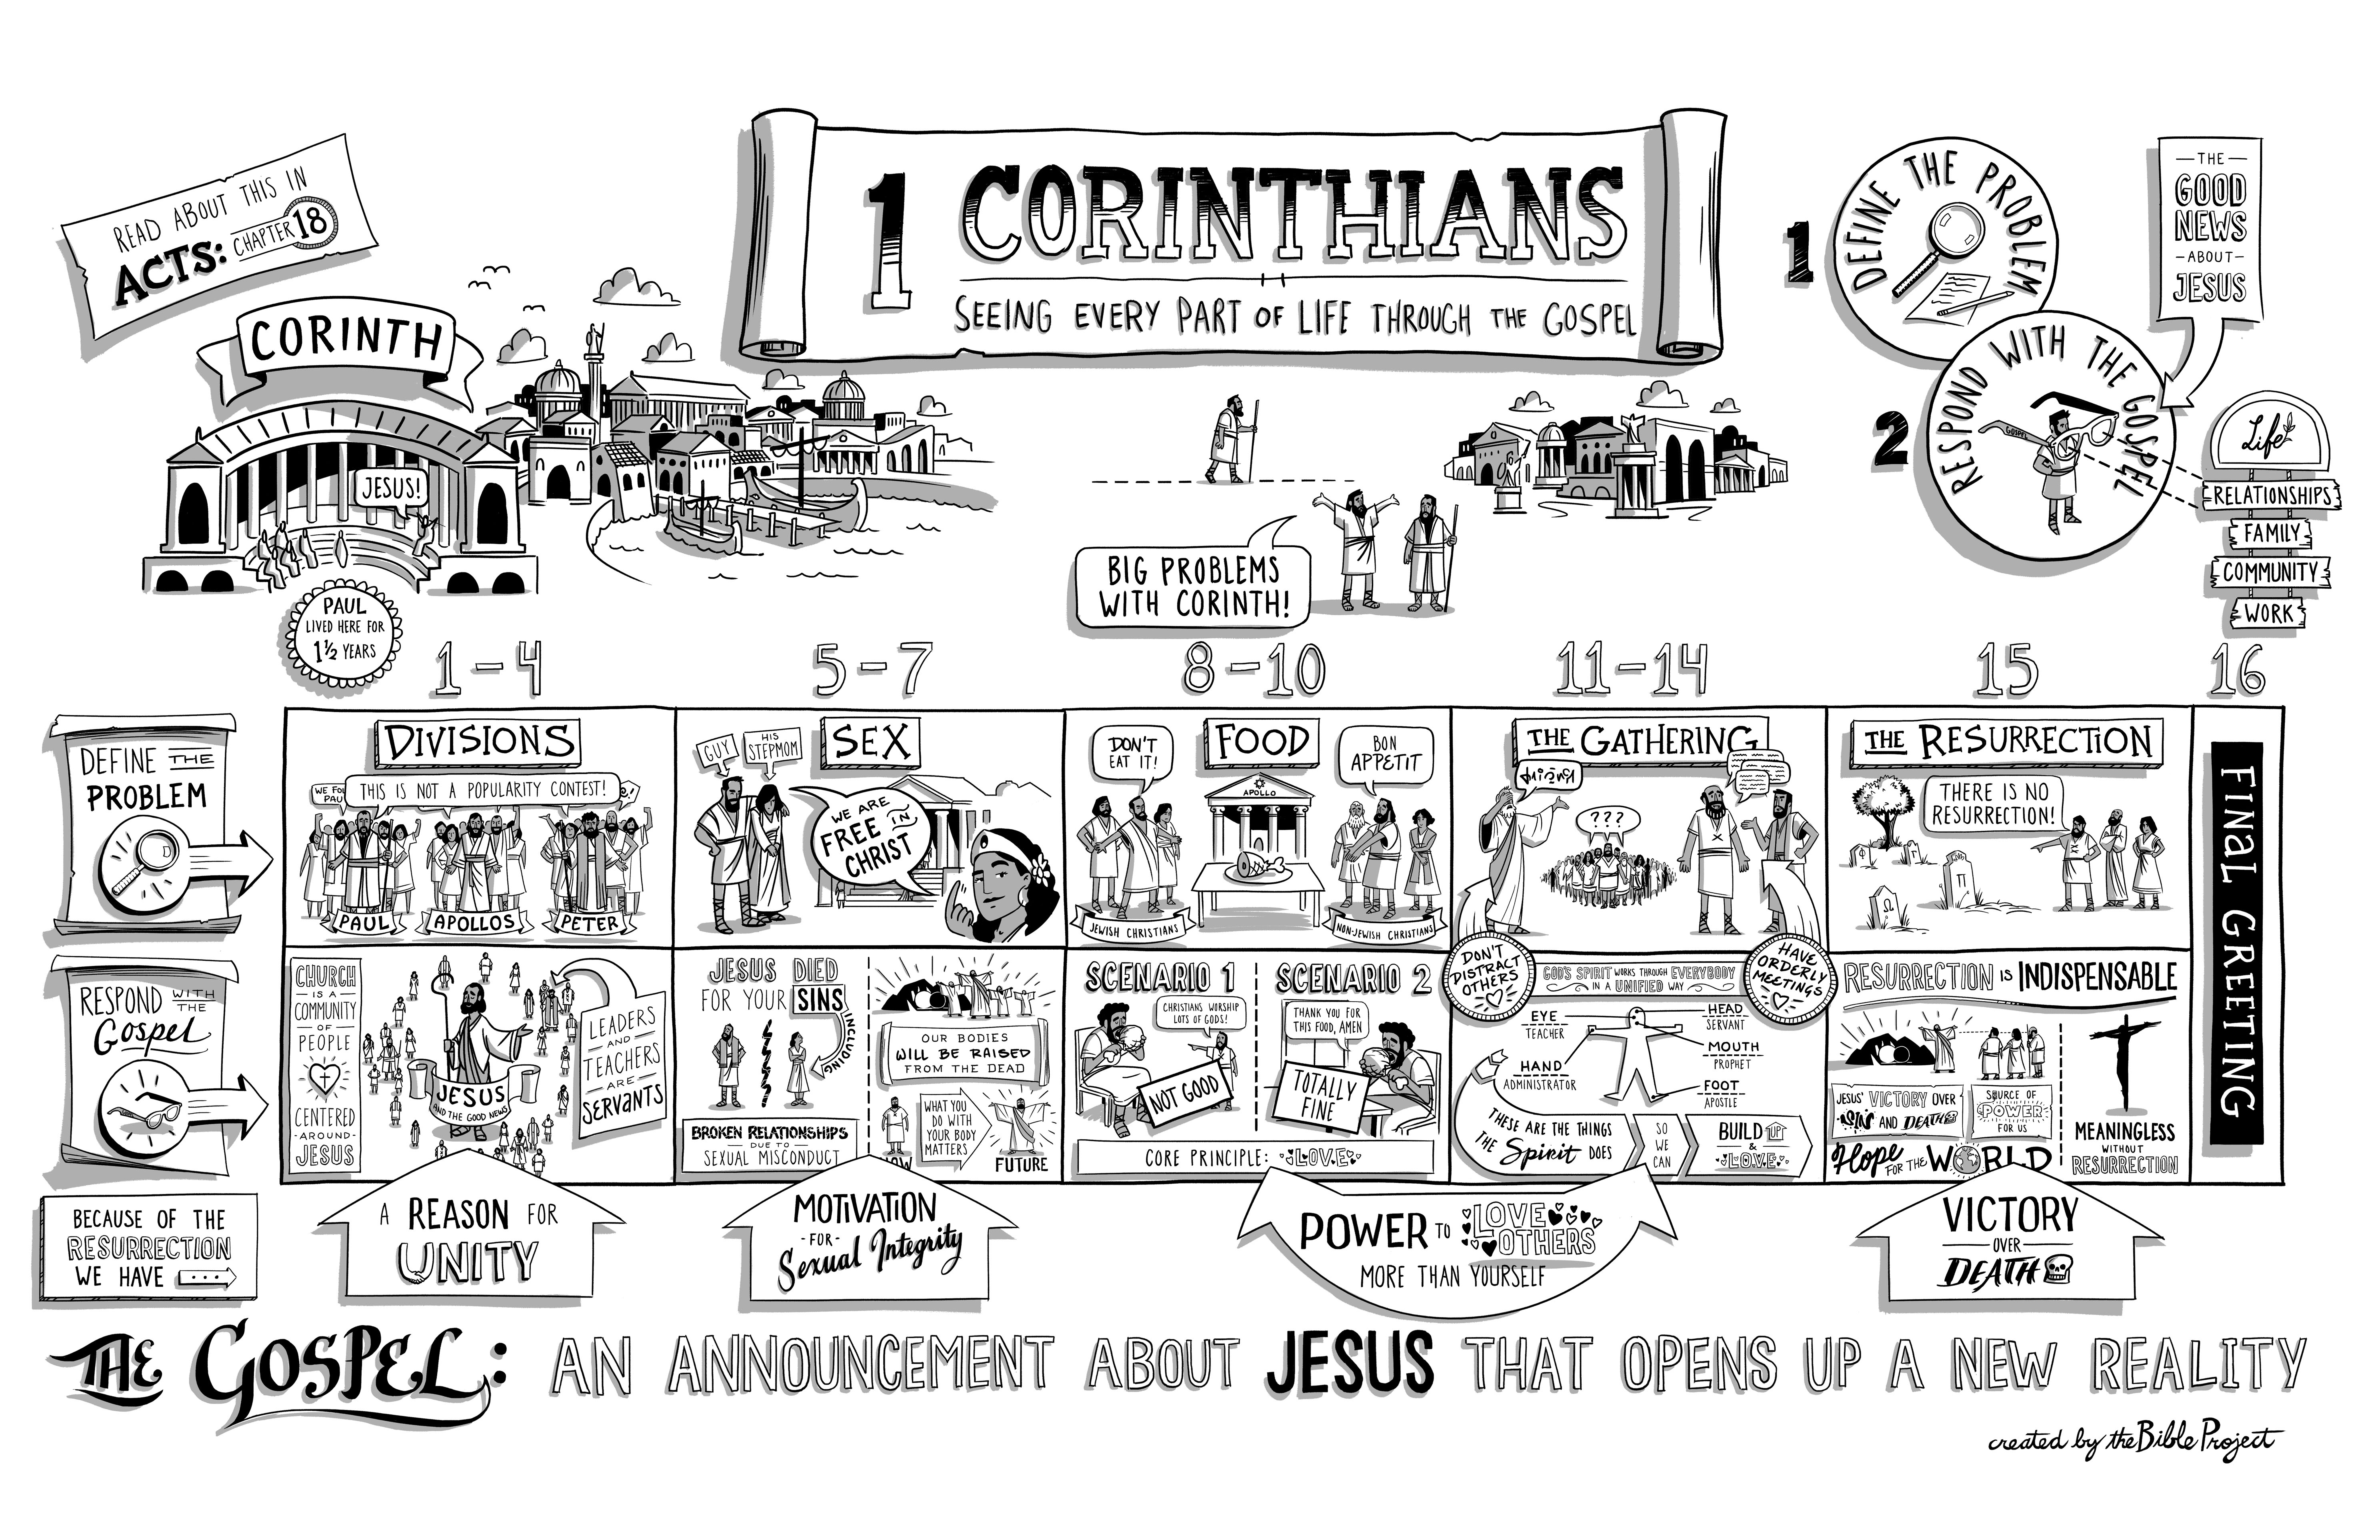 READ ABOUT THIS IN
ACTS: CHAPTER 18
CORINTH
JESUS!
PAUL
LIVED HERE FOR
1½ YEARS
1 CORINTHIANS
SEEING EVERY PART OF LIFE THROUGH THE GOSPEL
BIG PROBLEMS
WITH CORINTH!
1
DEFINE THE PROBLEM
2
RESPOND WITH THE GOSPEL
GOSPEL
THE
GOOD
NEWS
-ABOUT-
JESUS
Life
RELATIONSHIPS
FAMILY
COMMUNITY
WORK
1-4
5-7
8-10
11-14
15
16
DEFINE THE
PROBLEM
DIVISIONS
WE FOL
PAU
THIS IS NOT A POPULARITY CONTEST!
PAUL
APOLLOS
PETER
GUY
HIS
STEPMOM
SEX
WE ARE
FREE IN
CHRIST
DON'T
EAT IT!
FOOD
BON
APPETIT
APOLLO
JEWISH CHRISTIANS
NON-JEWISH CHRISTIANS
THE GATHERING
???
THE RESURRECTION
THERE IS NO
RESURRECTION!
FINAL GREETING
RESPOND WITH
THE
Gospel
CHURCH
IS A
COMMUNITY
OF
PEOPLE
CENTERED
-AROUND-
JESUS
JESUS
AND THE GOOD NEWS
LEADERS
AND
TEACHERS
ARE
SERVANTS
JESUS DIED
FOR YOUR SINS
INCLUDING
BROKEN RELATIONSHIPS
DUE TO
SEXUAL MISCONDUCT
OUR BODIES
WILL BE RAISED
FROM THE DEAD
WHAT YOU
DO WITH
YOUR BODY
MATTERS
FUTURE
SCENARIO 1
CHRISTIANS WORSHIP
LOTS OF GODS!
NOT GOOD
SCENARIO 2
THANK YOU FOR
THIS FOOD, AMEN
TOTALLY
FINE
CORE PRINCIPLE: LOVE
DON'T
DISTRACT
OTHERS
GOD'S SPIRIT WORKS THROUGH EVERYBODY
IN A UNIFIED WAY
HAVE
ORDERLY
MEETINGS
EYE
TEACHER
HEAD
SERVANT
HAND
ADMINISTRATOR
MOUTH
PROPHET
FOOT
APOSTLE
THESE ARE THE THINGS
THE Spirit DOES
SO
WE
CAN
BUILD UP
&
LOVE
RESURRECTION IS INDISPENSABLE
JESUS' VICTORY OVER
SIN AND DEATH
SOURCE OF
POWER
FOR US
Hope FOR THE WORLD
MEANINGLESS
WITHOUT
RESURRECTION
BECAUSE OF THE
RESURRECTION
WE HAVE
A REASON FOR
UNITY
MOTIVATION
-FOR-
Sexual Integrity
POWER TO LOVE
OTHERS
MORE THAN YOURSELF
VICTORY
OVER
DEATH
THE GOSPEL: AN ANNOUNCEMENT ABOUT JESUS THAT OPENS UP A NEW REALITY
created by the Bible Project